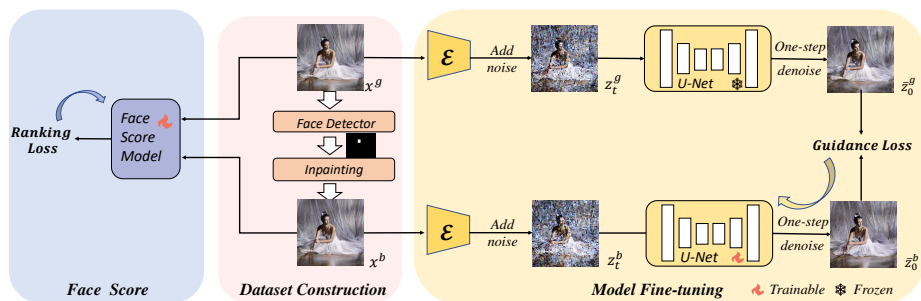 Ranking
Loss
Face
Score
Model
Face Score
x^g
Face Detector
Inpainting
x^b
Dataset Construction
ε
Add
noise
z_t^g
U-Net
One-step
denoise
z̄_0^g
Guidance Loss
ε
Add
noise
z_t^b
U-Net
One-step
denoise
z̄_0^b
Model Fine-tuning
Trainable
Frozen